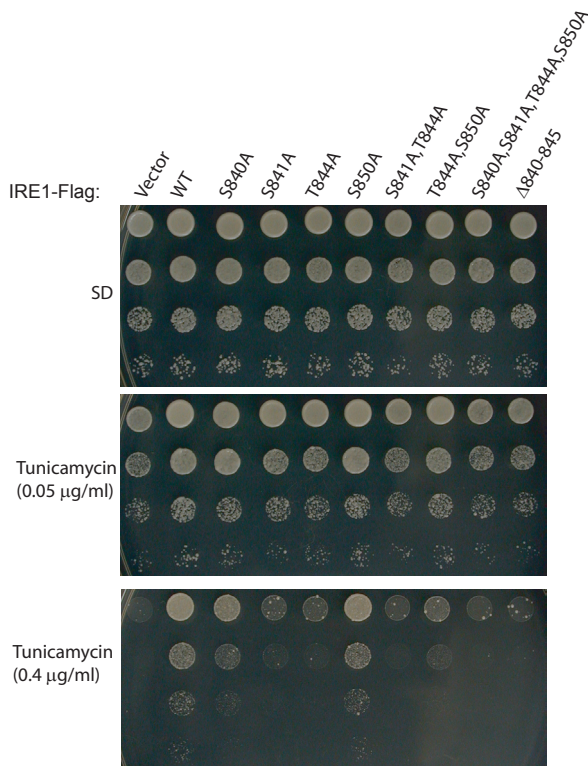 IRE1-Flag:
Vector
WT
S840A
S841A
T844A
S850A
S841A,T844A
T844A,S850A
S840A,S841A,T844A,S850A
Δ840-845
SD
Tunicamycin
(0.05 µg/ml)
Tunicamycin
(0.4 µg/ml)